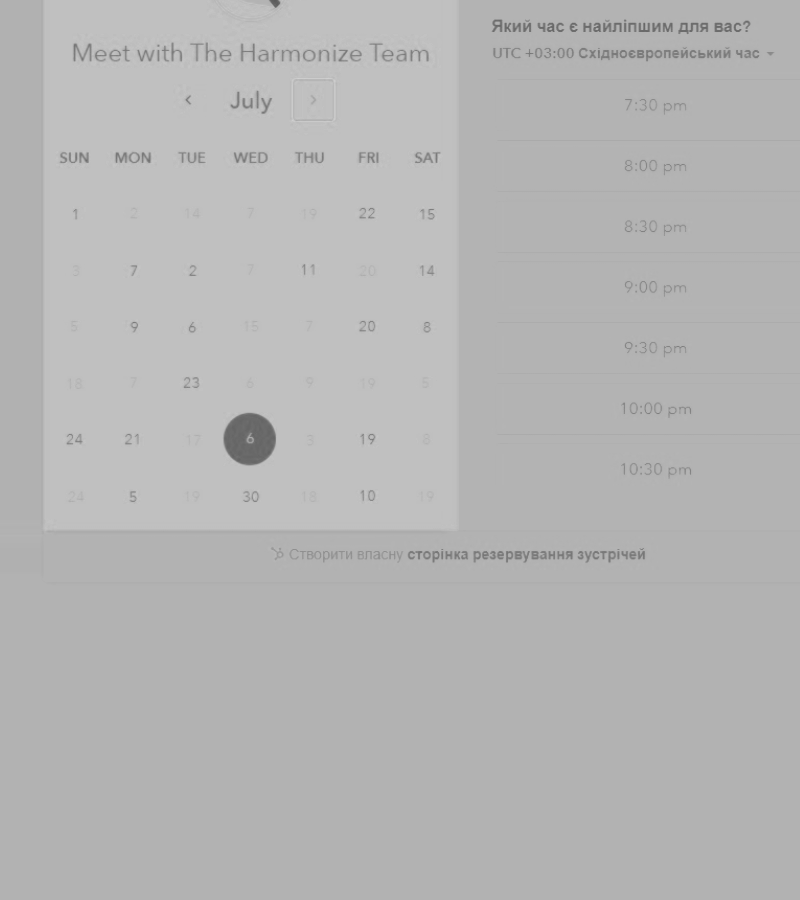 Meet with The Harmonize Team
July
SUN MON TUE WED THU FRI SAT
1 2 14 7 19 22 15
3 7 2 7 11 20 14
5 9 6 15 7 20 8
18 7 23 6 9 19 5
24 21 17 6 3 19 8
24 5 19 30 18 10 19
Який час є найліпшим для вас?
UTC +03:00 Східноєвропейський час
7:30 pm
8:00 pm
8:30 pm
9:00 pm
9:30 pm
10:00 pm
10:30 pm
Створити власну сторінка резервування зустрічей